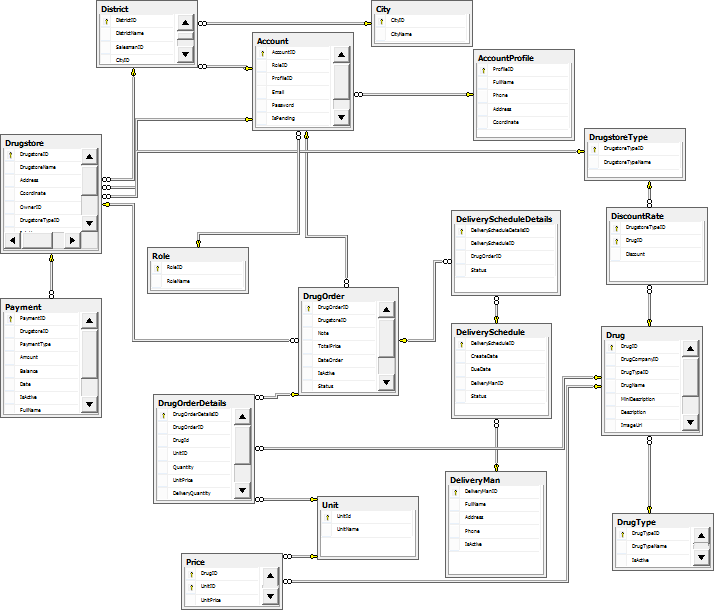 District
DistrictID
DistrictName
SalesmanID
CityID
City
CityID
CityName
Account
AccountID
RoleID
ProfileID
Email
Password
IsPending
AccountProfile
ProfileID
FullName
Phone
Address
Coordinate
Drugstore
DrugstoreID
DrugstoreName
Address
Coordinate
OwnerID
DrugstoreTypeID
DrugstoreType
DrugstoreTypeID
DrugstoreTypeName
Role
RoleID
RoleName
DeliveryScheduleDetails
DeliveryScheduleDetailsID
DeliveryScheduleID
DrugOrderID
Status
DiscountRate
DrugstoreTypeID
DrugID
Discount
Payment
PaymentID
DrugstoreID
PaymentType
Amount
Balance
Date
IsActive
FullName
DrugOrder
DrugOrderID
DrugstoreID
Note
TotalPrice
DateOrder
IsActive
Status
DeliverySchedule
DeliveryScheduleID
CreateDate
DueDate
DeliveryManID
Status
Drug
DrugID
DrugCompanyID
DrugTypeID
DrugName
MiniDescription
Description
ImageUrl
DrugOrderDetails
DrugOrderDetailsID
DrugOrderID
DrugId
UnitID
Quantity
UnitPrice
DeliveryQuantity
DeliveryMan
DeliveryManID
FullName
Address
Phone
IsActive
Unit
UnitId
UnitName
DrugType
DrugTypeID
DrugTypeName
IsActive
Price
DrugID
UnitID
UnitPrice